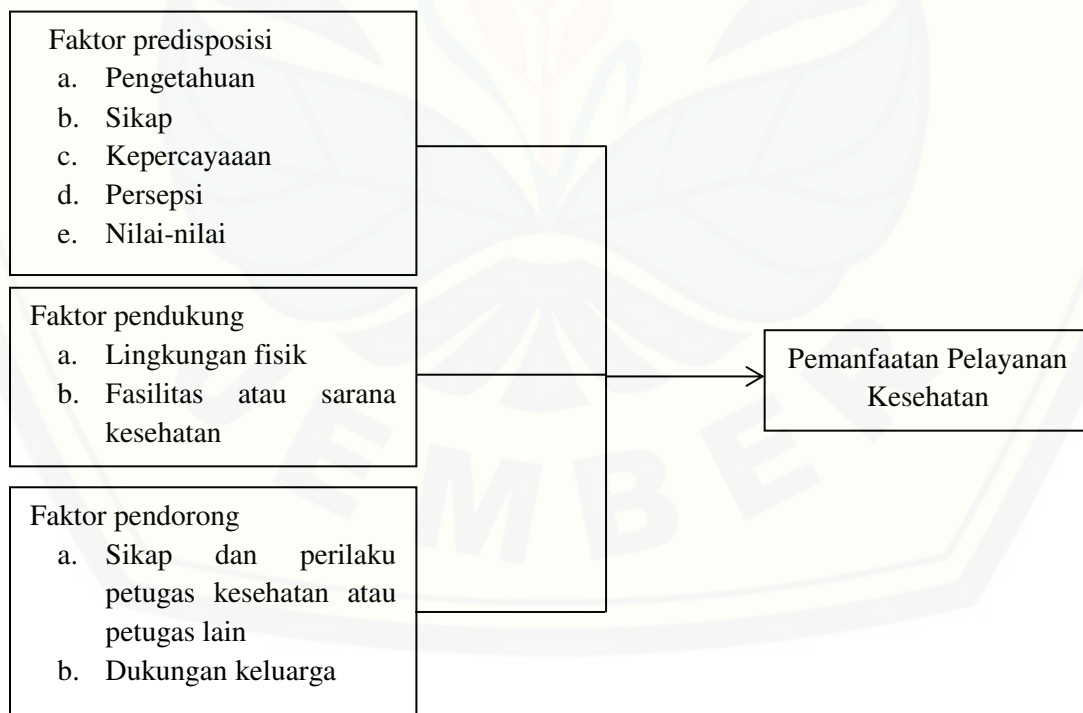 Faktor predisposisi
a. Pengetahuan
b. Sikap
c. Kepercayaaan
d. Persepsi
e. Nilai-nilai
Faktor pendukung
a. Lingkungan fisik
b. Fasilitas atau sarana
kesehatan
Faktor pendorong
a. Sikap dan perilaku
petugas kesehatan atau
petugas lain
b. Dukungan keluarga
Pemanfaatan Pelayanan
Kesehatan
JEMBER